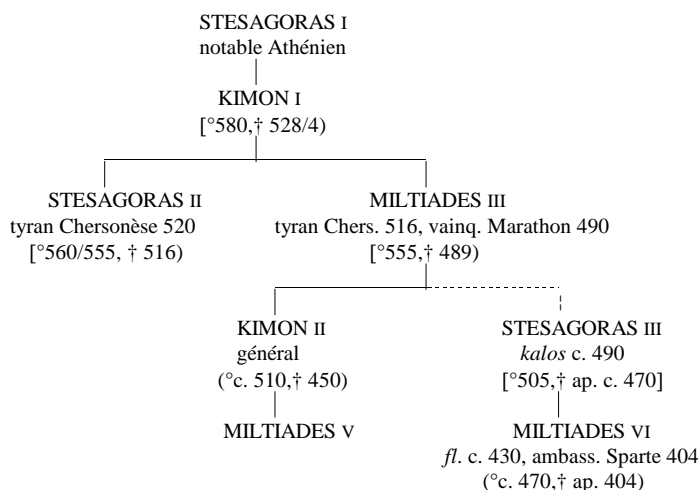 STESAGORAS I
notable Athénien
KIMON I
[°580,† 528/4)
STESAGORAS II
tyran Chersonèse 520
[°560/555, † 516)
MILTIADES III
tyran Chers. 516, vainq. Marathon 490
[°555,† 489)
KIMON II
général
(°c. 510,† 450)
STESAGORAS III
kalos c. 490
[°505,† ap. c. 470]
MILTIADES V
MILTIADES VI
fl. c. 430, ambass. Sparte 404
(°c. 470,† ap. 404)